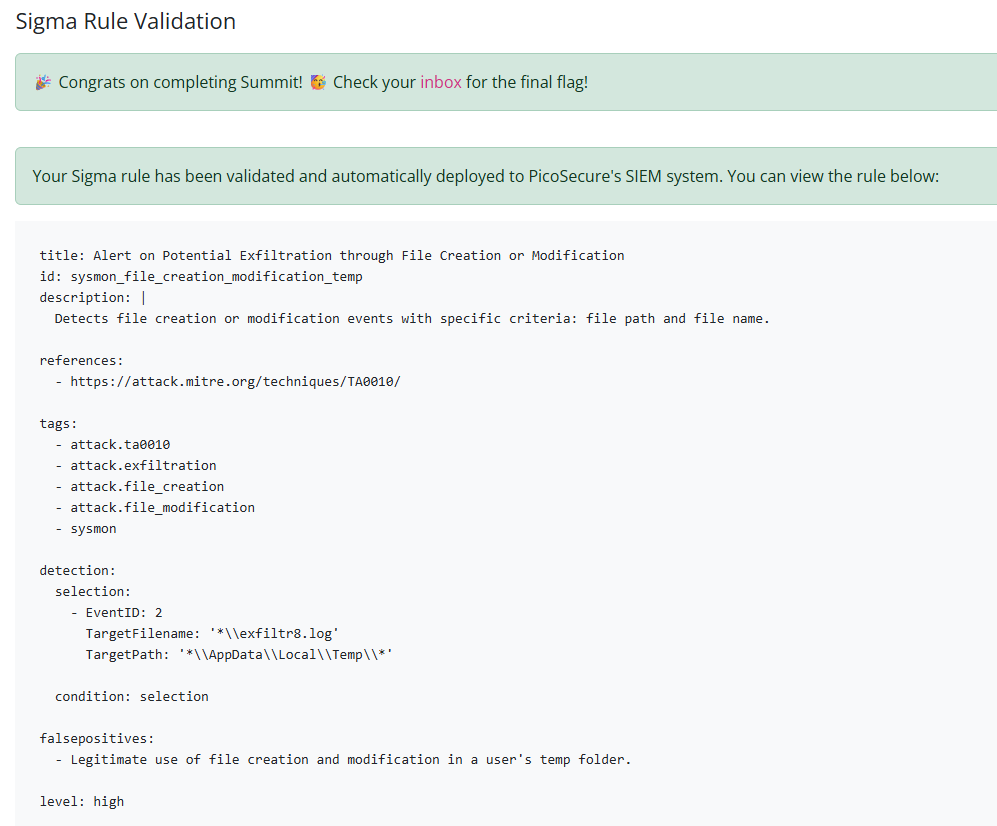 Sigma Rule Validation
🎉 Congrats on completing Summit! 🥳 Check your inbox for the final flag!
Your Sigma rule has been validated and automatically deployed to PicoSecure's SIEM system. You can view the rule below:
title: Alert on Potential Exfiltration through File Creation or Modification
id: sysmon_file_creation_modification_temp
description: |
  Detects file creation or modification events with specific criteria: file path and file name.
references:
  - https://attack.mitre.org/techniques/TA0010/
tags:
  - attack.ta0010
  - attack.exfiltration
  - attack.file_creation
  - attack.file_modification
  - sysmon
detection:
  selection:
    - EventID: 2
      TargetFilename: '*\\exfiltr8.log'
      TargetPath: '*\\AppData\\Local\\Temp\\*'
  condition: selection
falsepositives:
  - Legitimate use of file creation and modification in a user's temp folder.
level: high